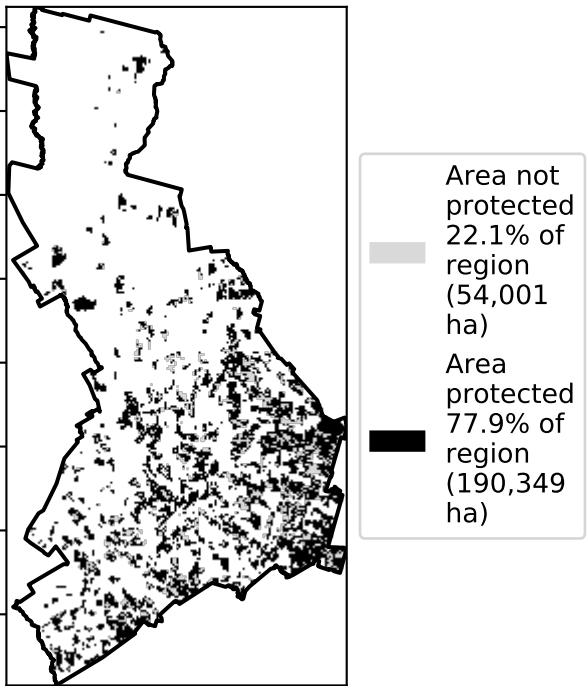 Area not
protected
22.1% of
region
(54,001
ha)
Area
protected
77.9% of
region
(190,349
ha)